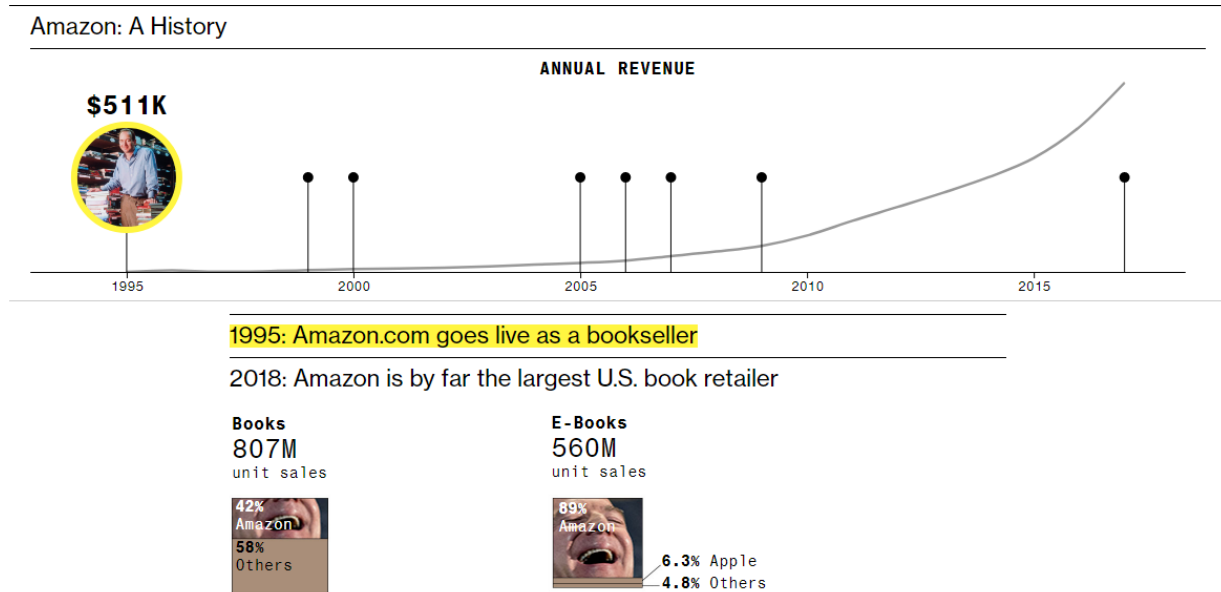 Amazon: A History
ANNUAL REVENUE
$511K
1995
2000
2005
2010
2015
1995: Amazon.com goes live as a bookseller
2018: Amazon is by far the largest U.S. book retailer
Books
807M
unit sales
42%
Amazon
58%
Others
E-Books
560M
unit sales
89%
Amazon
6.3% Apple
4.8% Others